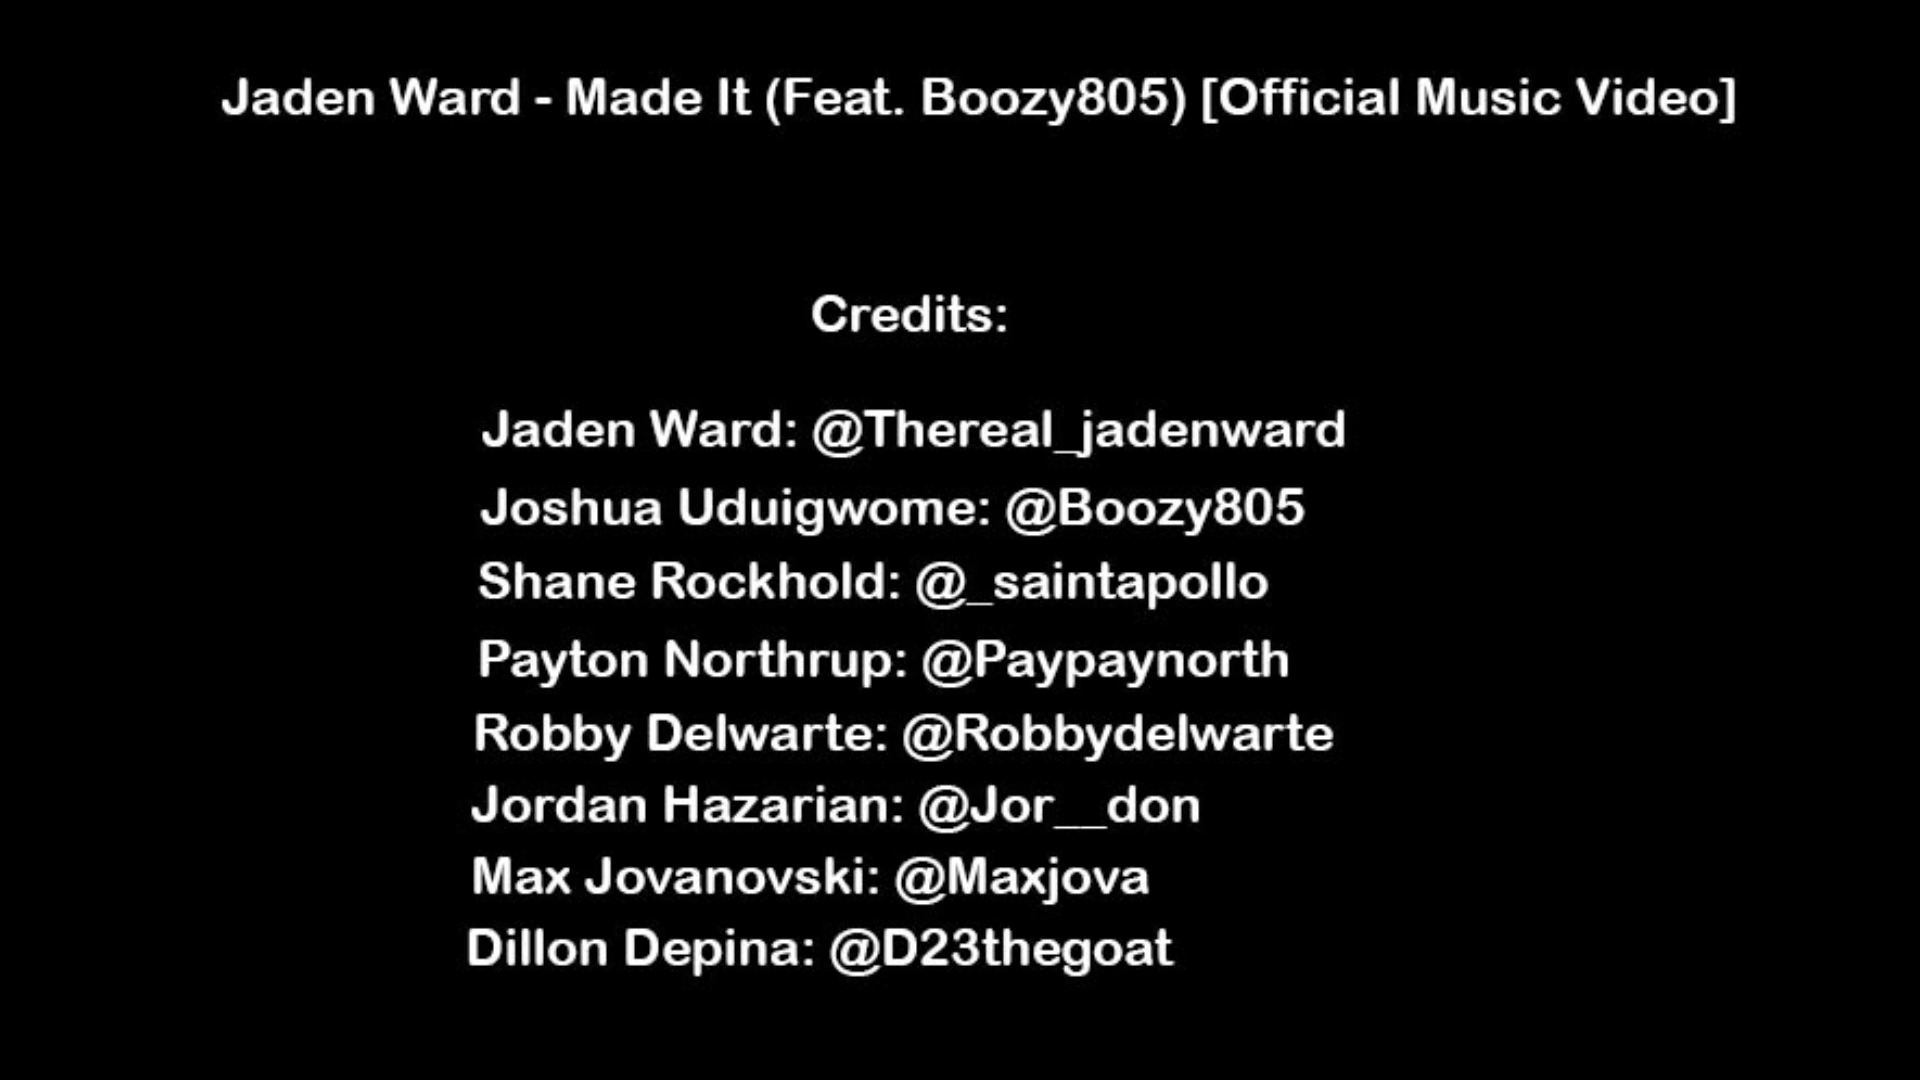 Jaden Ward - Made It (Feat. Boozy805) [Official Music Video]
Credits:
Jaden Ward: @Thereal_jadenward
Joshua Uduigwome: @Boozy805
Shane Rockhold: @_saintapollo
Payton Northrup: @Paypaynorth
Robby Delwarte: @Robbydelwarte
Jordan Hazarian: @Jor__don
Max Jovanovski: @Maxjova
Dillon Depina: @D23thegoat